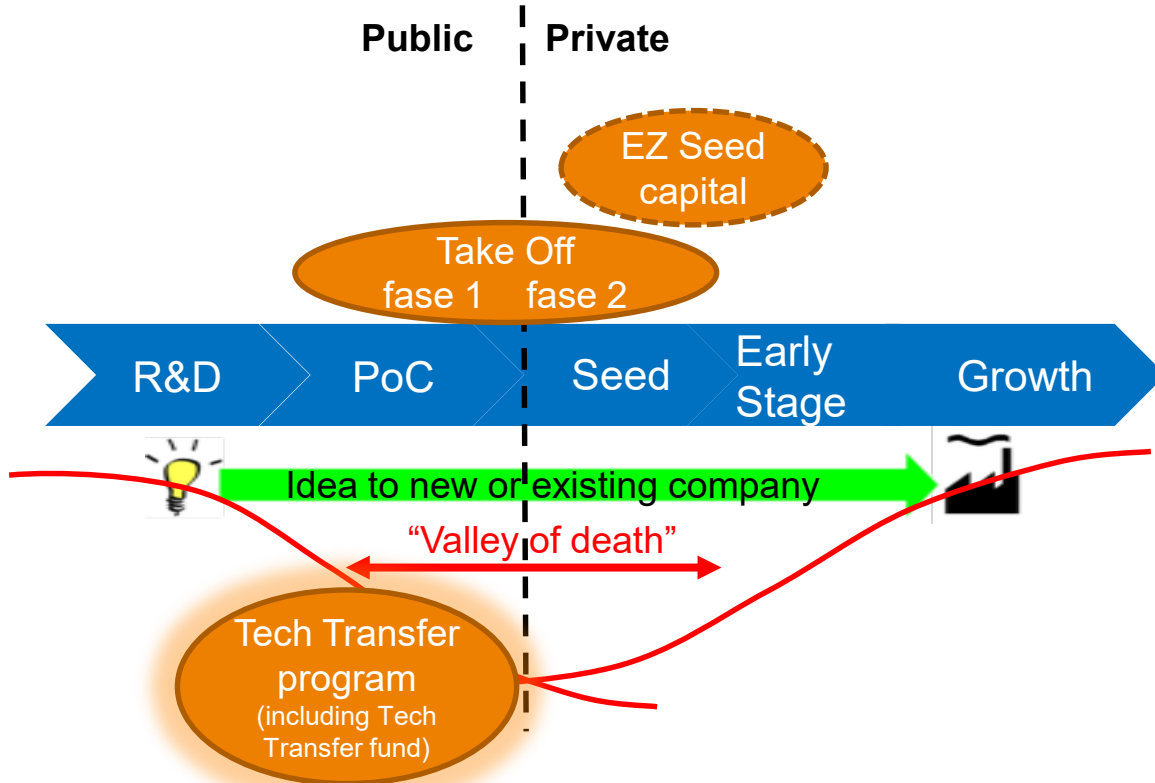 Public
Private
EZ Seed
capital
Take Off
fase 1 fase 2
R&D
PoC
Seed
Early
Stage
Growth
Idea to new or existing company
“Valley of death”
Tech Transfer
program
(including Tech
Transfer fund)